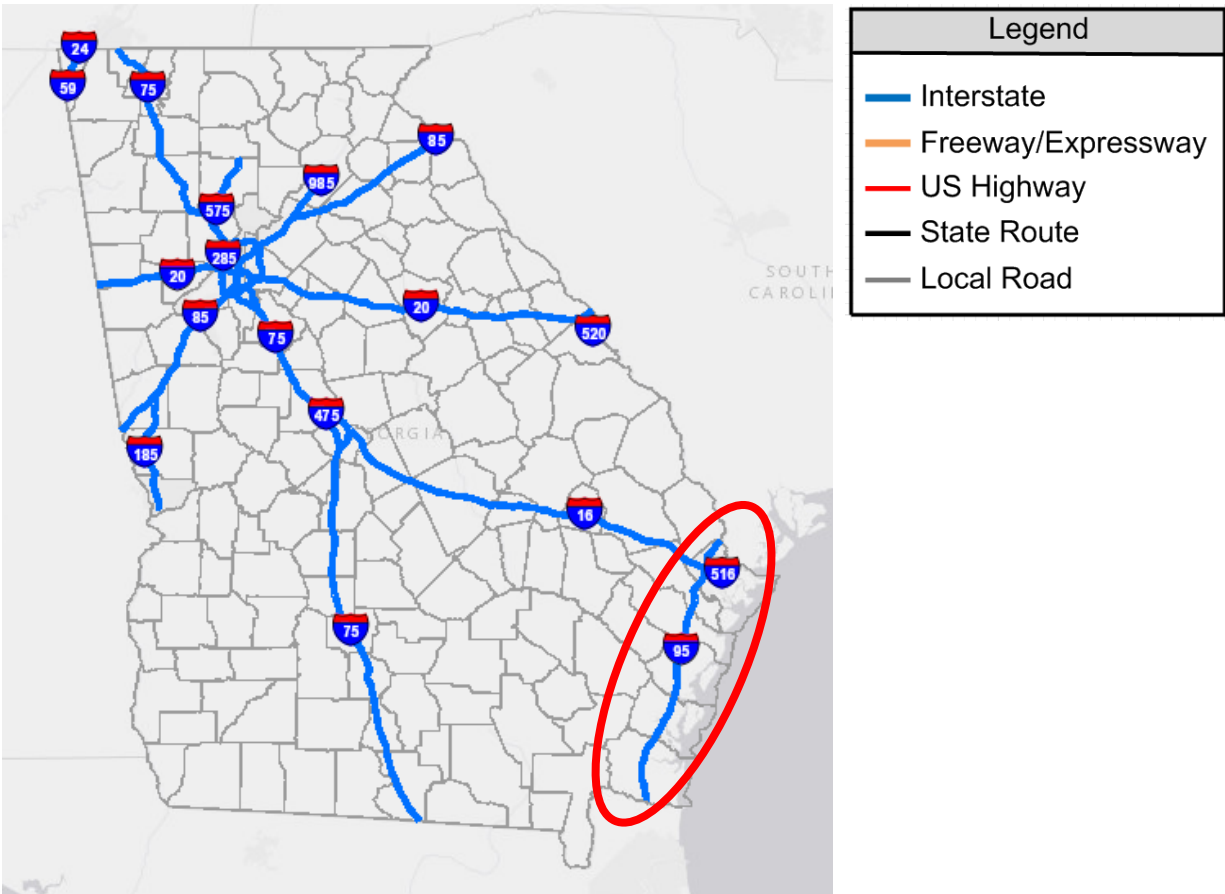 24
59
75
85
985
575
285
20
SOUTH
CAROLI
85
20
75
520
475
GEORGIA
185
16
516
75
95
Legend
Interstate
Freeway/Expressway
US Highway
State Route
Local Road